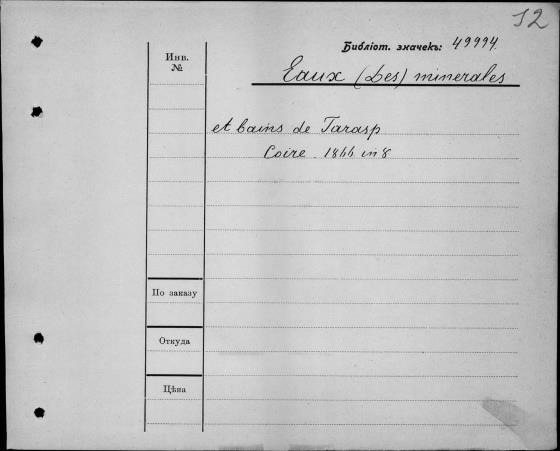 12
Библіот. значекъ: 49994
Инв.
№
Eaux (Les) minerales
et bains de Tarasp
Coire. 1866 in 8
По заказу
Откуда
Цѣна